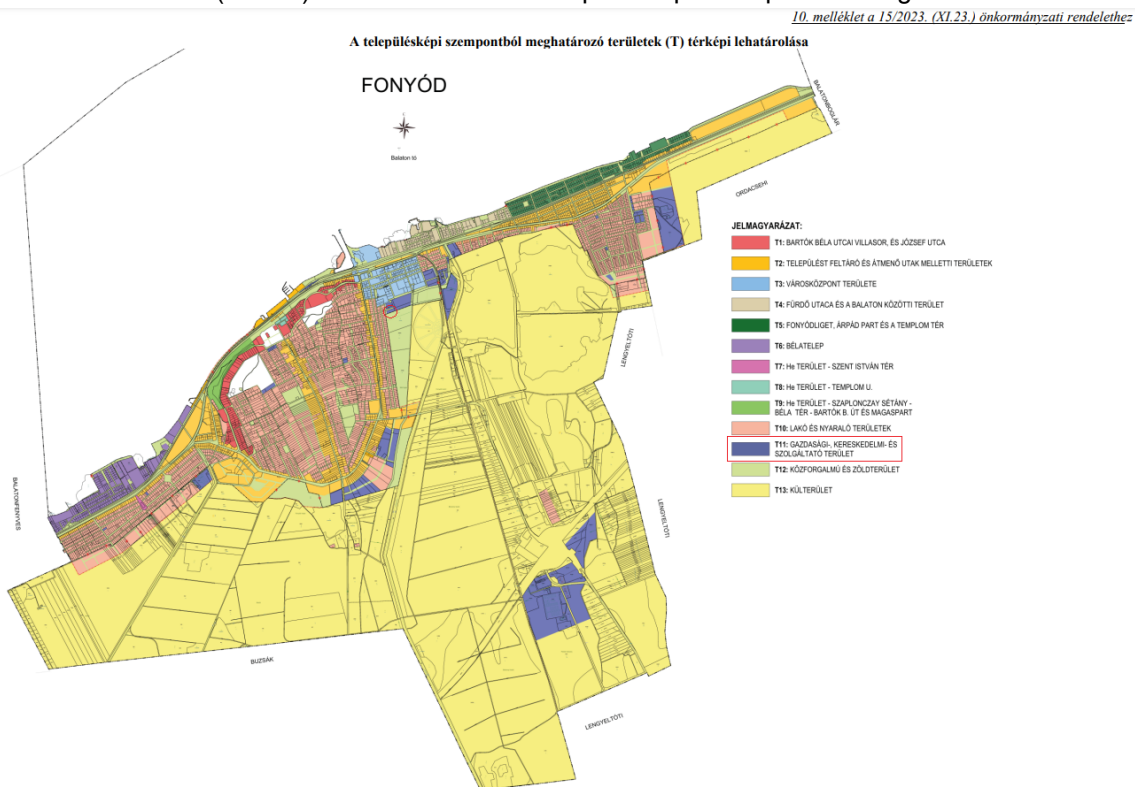 10. melléklet a 15/2023. (XI.23.) önkormányzati rendelethez
A településképi szempontból meghatározó területek (T) térképi lehatárolása
FONYÓD
Balaton tó
BALATONBOGLÁR
ORDACSEHI
JELMAGYARÁZAT:
T1: BARTÓK BÉLA UTCAI VILLASOR, ÉS JÓZSEF UTCA
T2: TELEPÜLÉST FELTÁRÓ ÉS ÁTMENŐ UTAK MELLETTI TERÜLETEK
T3: VÁROSKÖZPONT TERÜLETE
T4: FÜRDŐ UTACA ÉS A BALATON KÖZÖTTI TERÜLET
T5: FONYÓDLIGET, ÁRPÁD PART ÉS A TEMPLOM TÉR
T6: BÉLATELEP
T7: He TERÜLET - SZENT ISTVÁN TÉR
T8: He TERÜLET - TEMPLOM U.
T9: He TERÜLET - SZAPLONCZAY SÉTÁNY -
BÉLA TÉR - BARTÓK B. ÚT ÉS MAGASPART
T10: LAKÓ ÉS NYARALÓ TERÜLETEK
T11: GAZDASÁGI-, KERESKEDELMI- ÉS
SZOLGÁLTATÓ TERÜLET
T12: KÖZFORGALMÚ ÉS ZÖLDTERÜLET
T13: KÜLTERÜLET
LENGYELTÓTI
BALATONFENYVES
LENGYELTÓTI
BUZSÁK
LENGYELTÓTI